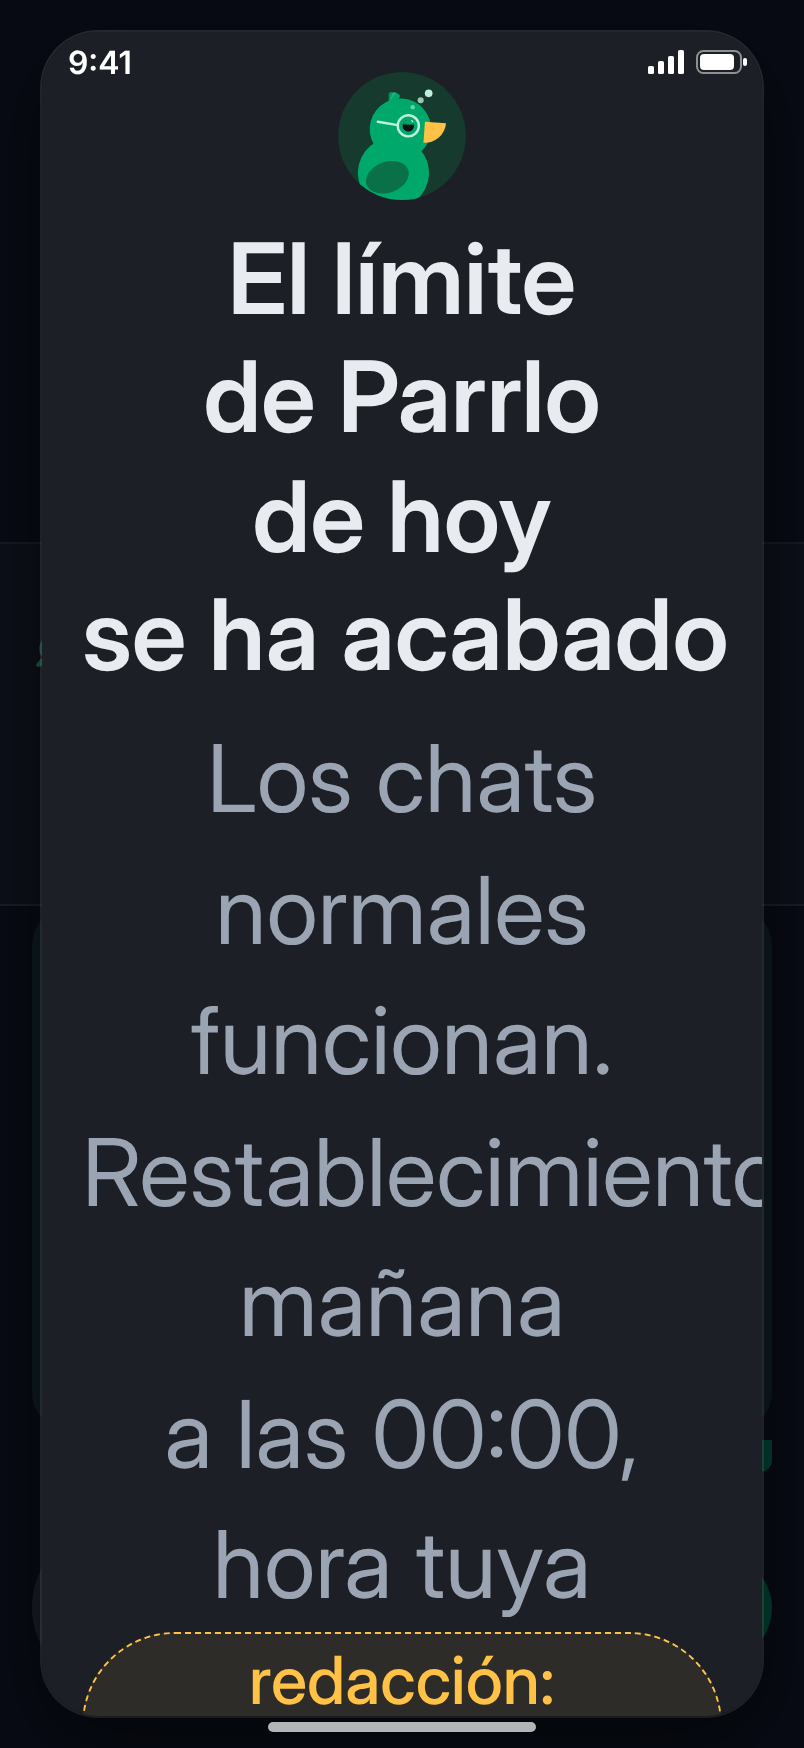 9:41
El límite
de Parrlo
de hoy
se ha acabado
Los chats
normales
funcionan.
Restablecimiento
mañana
a las 00:00,
hora tuya
redacción: